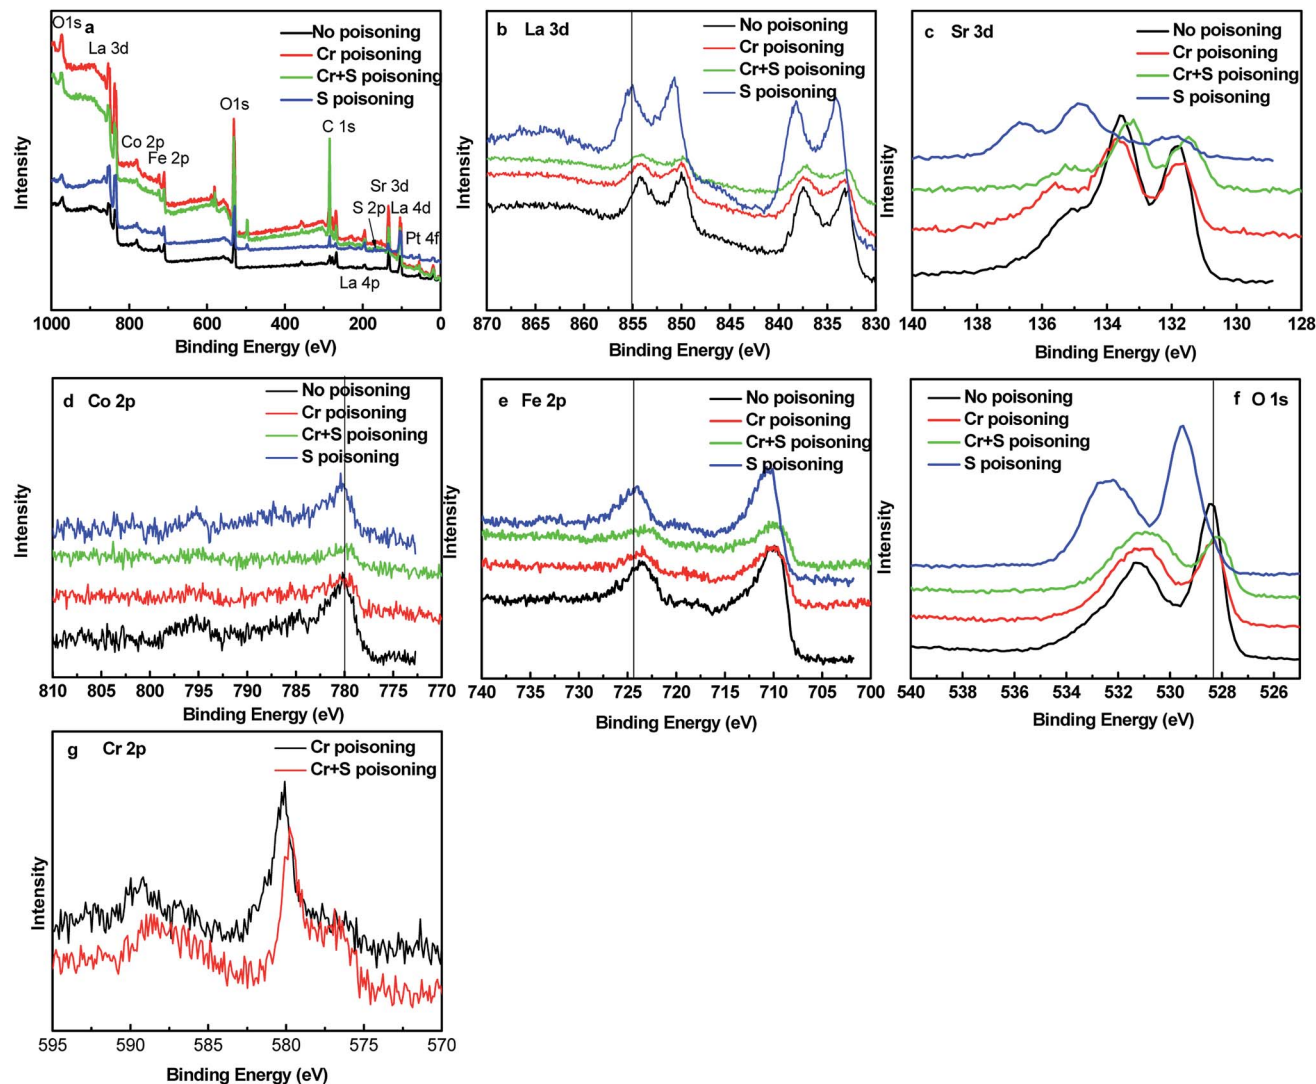 a
O1s
La 3d
Co 2p
Fe 2p
O1s
C 1s
Sr 3d
S 2p
La 4d
Pt 4f
La 4p
No poisoning
Cr poisoning
Cr+S poisoning
S poisoning
Intensity
1000 800 600 400 200 0
Binding Energy (eV)
b La 3d
No poisoning
Cr poisoning
Cr+S poisoning
S poisoning
Intensity
870 865 860 855 850 845 840 835 830
Binding Energy (eV)
c Sr 3d
No poisoning
Cr poisoning
Cr+S poisoning
S poisoning
Intensity
140 138 136 134 132 130 128
Binding Energy (eV)
d Co 2p
No poisoning
Cr poisoning
Cr+S poisoning
S poisoning
Intensity
810 805 800 795 790 785 780 775 770
Binding Energy (eV)
e Fe 2p
No poisoning
Cr poisoning
Cr+S poisoning
S poisoning
Intensity
740 735 730 725 720 715 710 705 700
Binding Energy (eV)
f O 1s
No poisoning
Cr poisoning
Cr+S poisoning
S poisoning
Intensity
540 538 536 534 532 530 528 526
Binding Energy (eV)
g Cr 2p
Cr poisoning
Cr+S poisoning
Intensity
595 590 585 580 575 570
Binding Energy (eV)